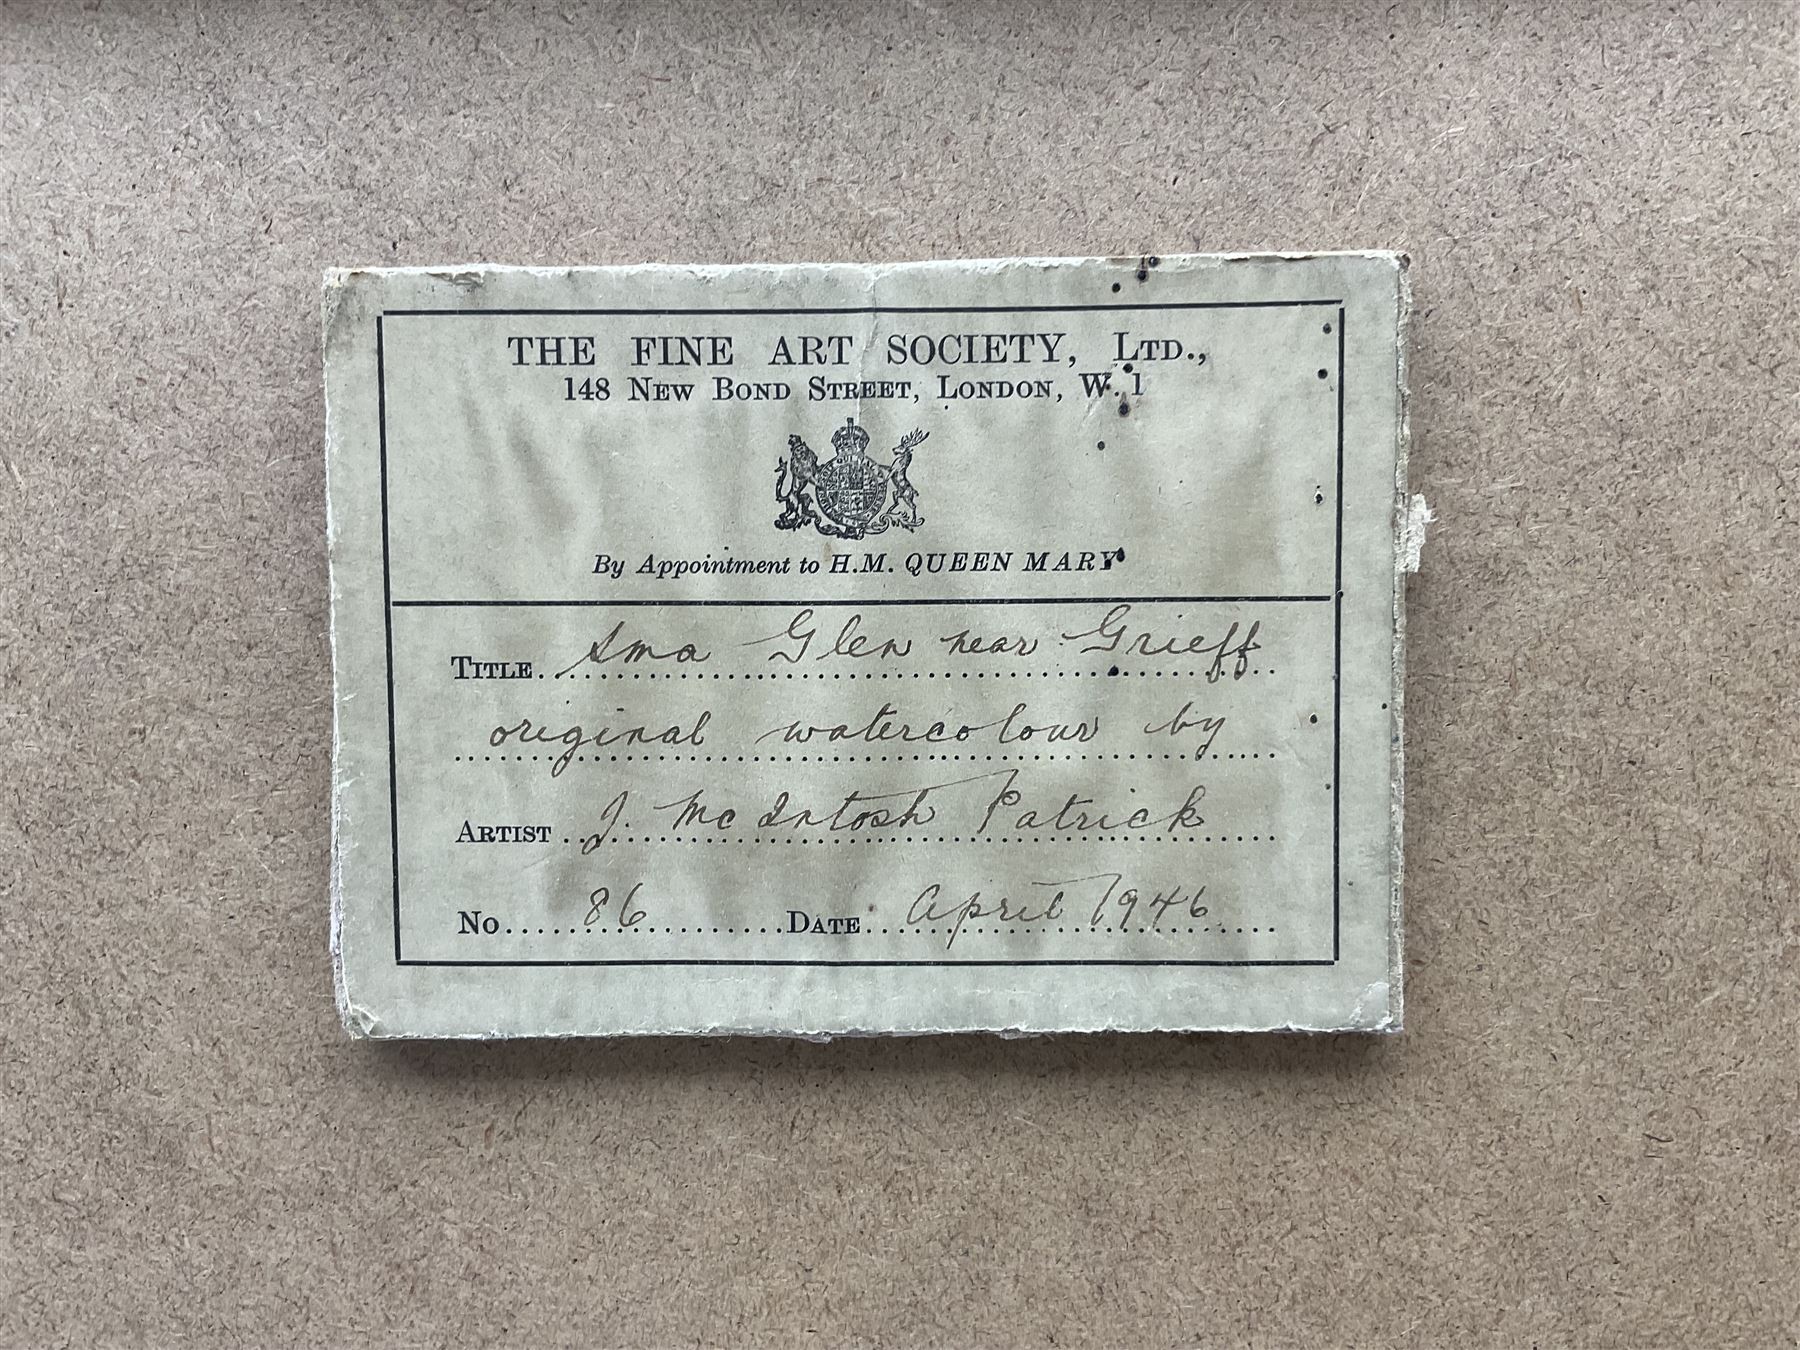 THE FINE ART SOCIETY, LTD.,
148 NEW BOND STREET, LONDON, W.1
By Appointment to H.M. QUEEN MARY
TITLE. Sma Glen near Grieff
original watercolour by
ARTIST J. McIntosh Patrick
NO. 86 DATE April 1946